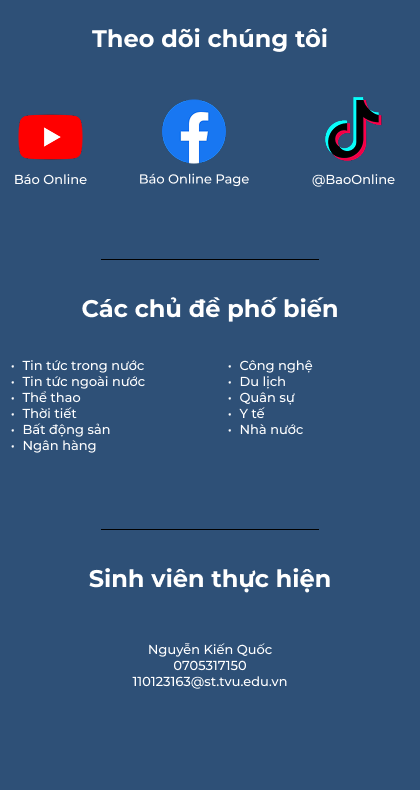 Theo dõi chúng tôi
Báo Online
Báo Online Page
@BaoOnline
Các chủ đề phố biến
• Tin tức trong nước
• Tin tức ngoài nước
• Thể thao
• Thời tiết
• Bất động sản
• Ngân hàng
• Công nghệ
• Du lịch
• Quân sự
• Y tế
• Nhà nước
Sinh viên thực hiện
Nguyễn Kiến Quốc
0705317150
110123163@st.tvu.edu.vn